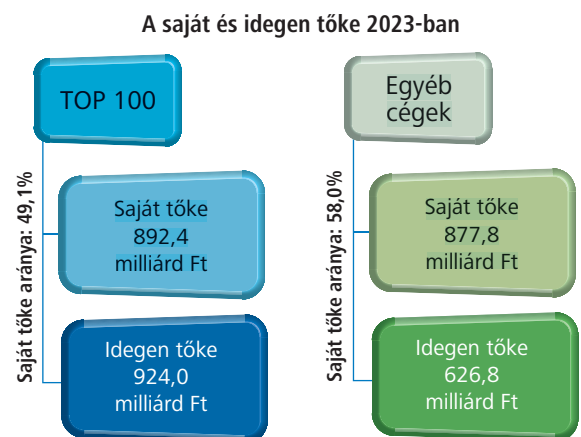 A saját és idegen tőke 2023-ban
TOP 100
Saját tőke aránya: 49,1%
Saját tőke
892,4
milliárd Ft
Idegen tőke
924,0
milliárd Ft
Egyéb
cégek
Saját tőke aránya: 58,0%
Saját tőke
877,8
milliárd Ft
Idegen tőke
626,8
milliárd Ft